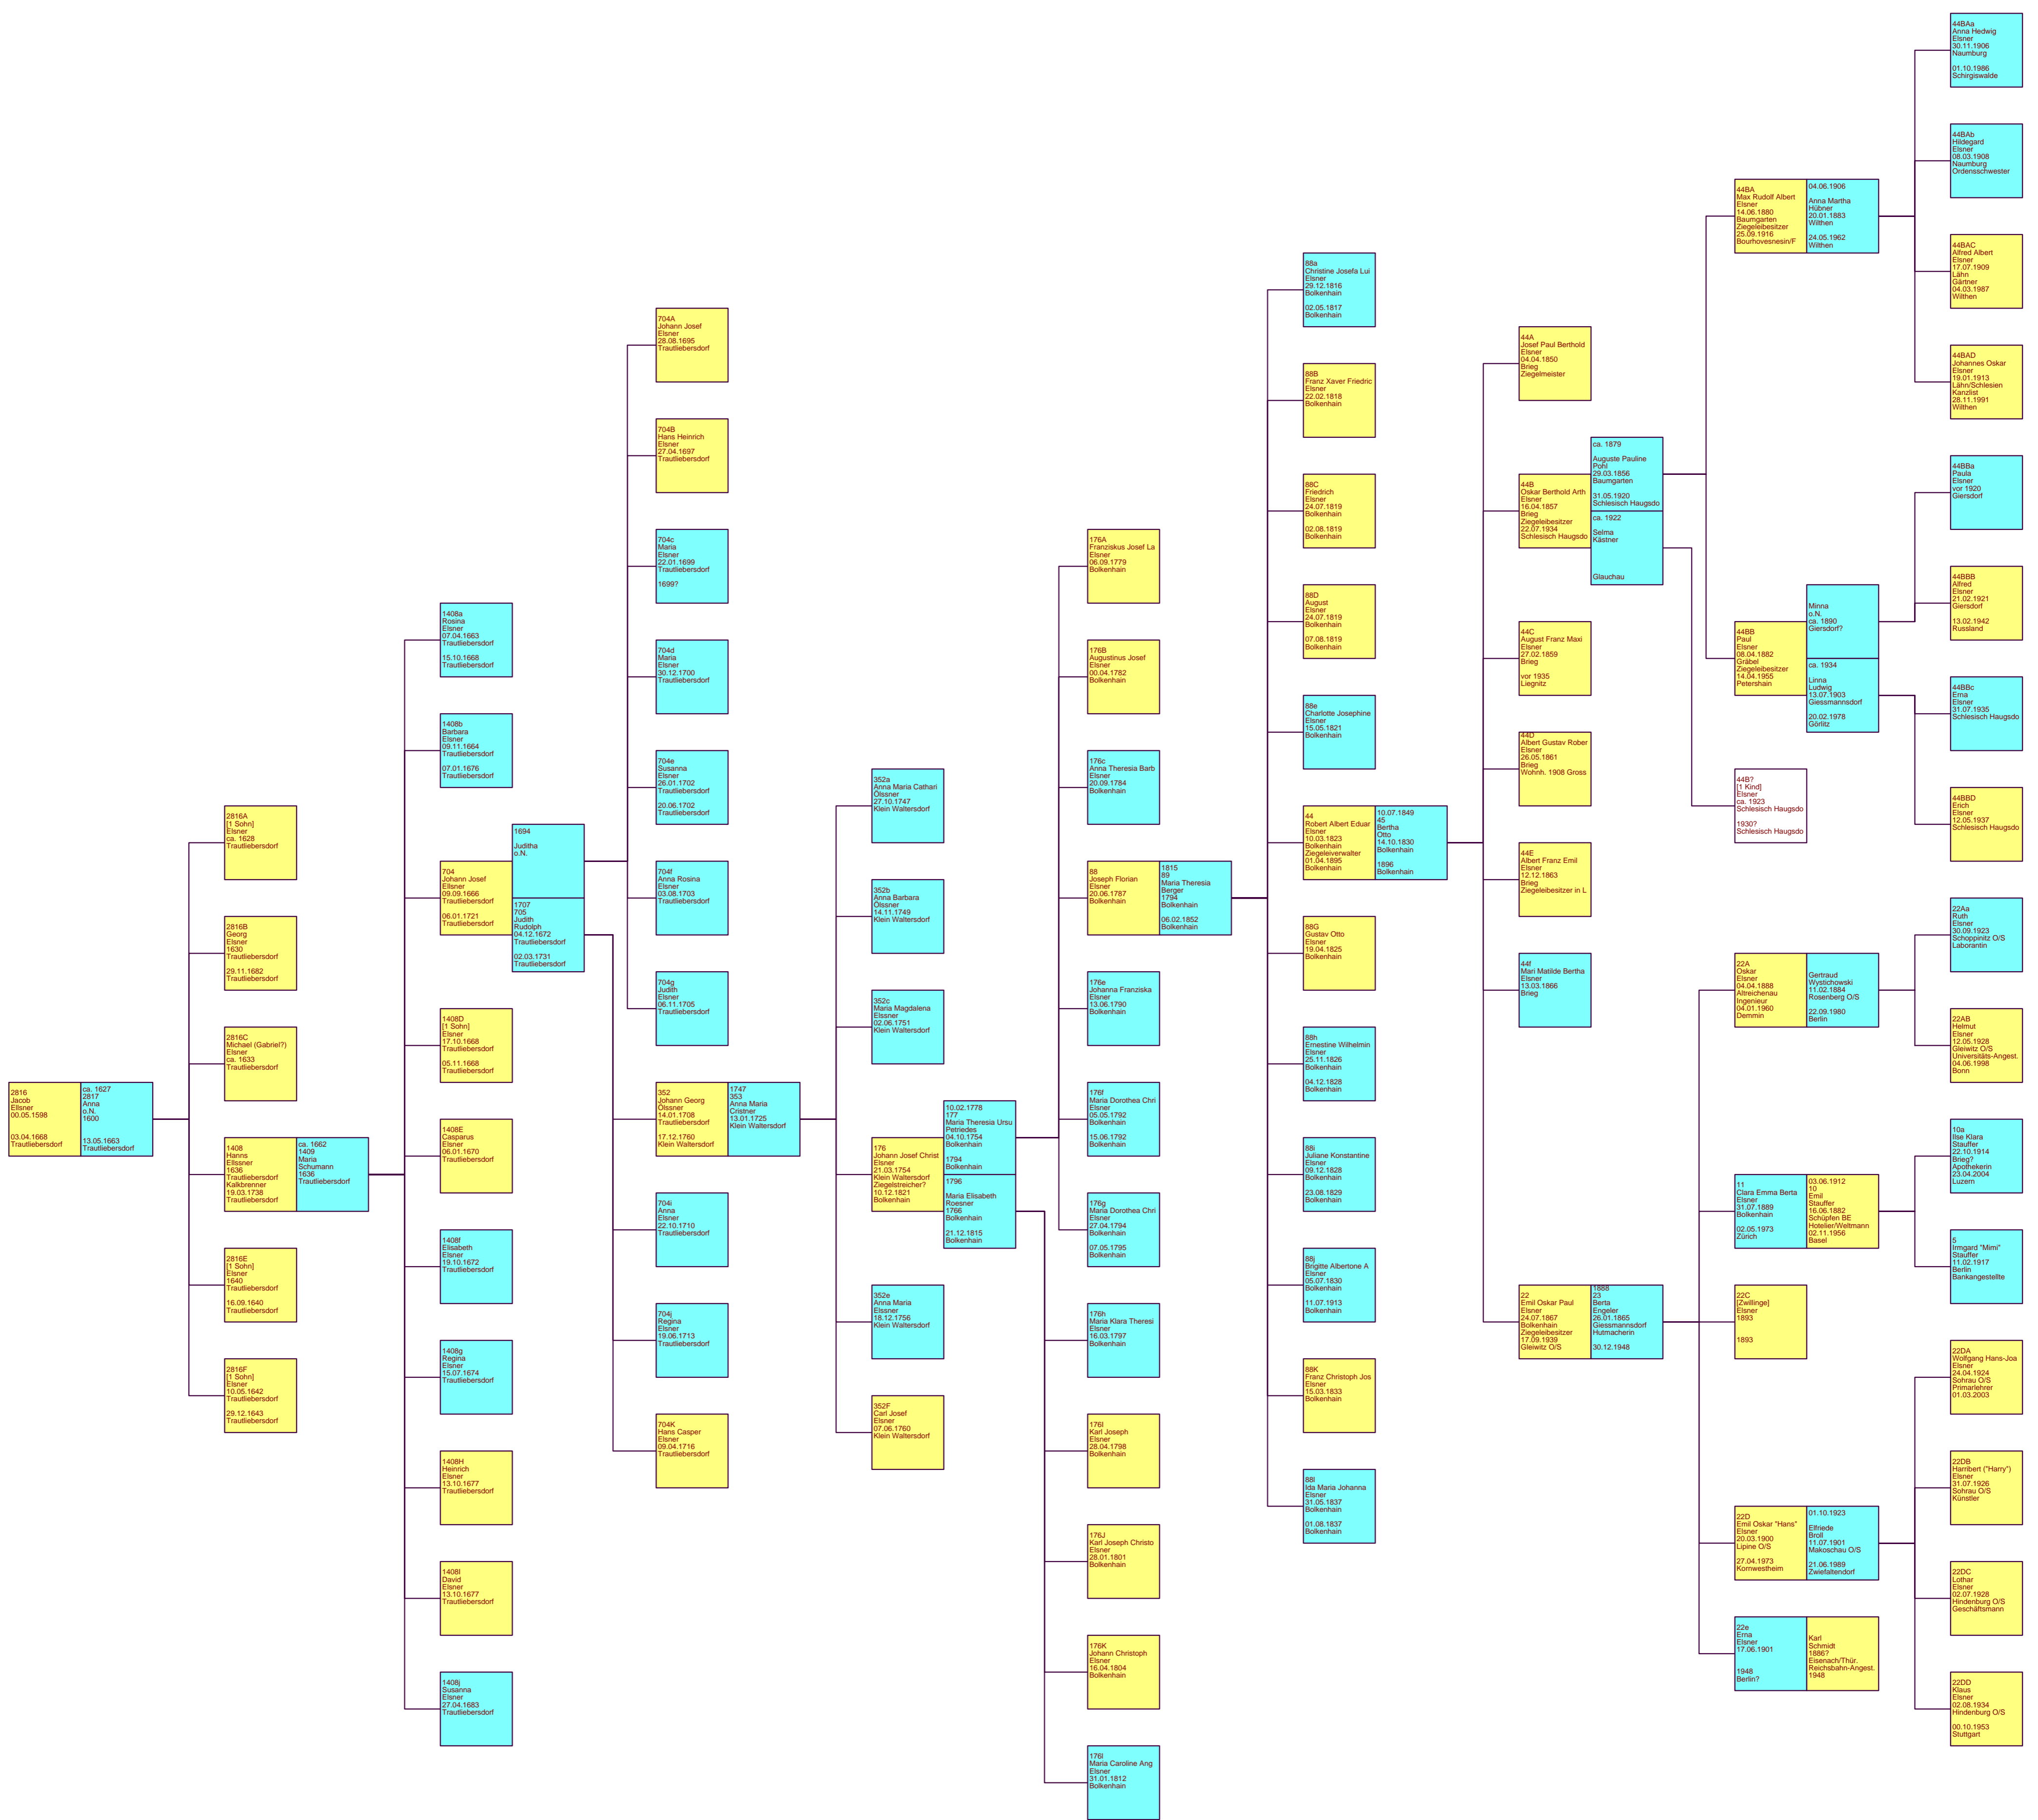 2816
Jacob
Ellsner
00.05.1598
03.04.1668
Trautliebersdorf
ca. 1627
2817
Anna
o.N.
1600
13.05.1663
Trautliebersdorf
2816A
[1 Sohn]
Elsner
ca. 1628
Trautliebersdorf
2816B
Georg
Elsner
1630
Trautliebersdorf
29.11.1682
Trautliebersdorf
2816C
Michael (Gabriel?)
Elsner
ca. 1633
Trautliebersdorf
1408
Hanns
Ellssner
1636
Trautliebersdorf
Kalkbrenner
19.03.1738
Trautliebersdorf
ca. 1662
1409
Maria
Schumann
1636
Trautliebersdorf
2816E
[1 Sohn]
Elsner
1640
Trautliebersdorf
16.09.1640
Trautliebersdorf
2816F
[1 Sohn]
Elsner
10.05.1642
Trautliebersdorf
29.12.1643
Trautliebersdorf
1408a
Rosina
Elsner
07.04.1663
Trautliebersdorf
15.10.1668
Trautliebersdorf
1408b
Barbara
Elsner
09.11.1664
Trautliebersdorf
07.01.1676
Trautliebersdorf
704
Johann Josef
Ellsner
09.09.1666
Trautliebersdorf
06.01.1721
Trautliebersdorf
1694
Juditha
o.N.
1707
705
Judith
Rudolph
04.12.1672
Trautliebersdorf
02.03.1731
Trautliebersdorf
1408D
[1 Sohn]
Elsner
17.10.1668
Trautliebersdorf
05.11.1668
Trautliebersdorf
1408E
Casparus
Elsner
06.01.1670
Trautliebersdorf
1408f
Elisabeth
Elsner
19.10.1672
Trautliebersdorf
1408g
Regina
Elsner
15.07.1674
Trautliebersdorf
1408H
Heinrich
Elsner
13.10.1677
Trautliebersdorf
1408I
David
Elsner
13.10.1677
Trautliebersdorf
1408j
Susanna
Elsner
27.04.1683
Trautliebersdorf
704A
Johann Josef
Elsner
28.08.1695
Trautliebersdorf
704B
Hans Heinrich
Elsner
27.04.1697
Trautliebersdorf
704c
Maria
Elsner
22.01.1699
Trautliebersdorf
1699?
704d
Maria
Elsner
30.12.1700
Trautliebersdorf
704e
Susanna
Elsner
26.01.1702
Trautliebersdorf
20.06.1702
Trautliebersdorf
704f
Anna Rosina
Elsner
03.08.1703
Trautliebersdorf
704g
Judith
Elsner
06.11.1705
Trautliebersdorf
352
Johann Georg
Ölssner
14.01.1708
Trautliebersdorf
17.12.1760
Klein Waltersdorf
1747
353
Anna Maria
Cristner
13.01.1725
Klein Waltersdorf
704i
Anna
Elsner
22.10.1710
Trautliebersdorf
704j
Regina
Elsner
19.06.1713
Trautliebersdorf
704K
Hans Casper
Elsner
09.04.1716
Trautliebersdorf
352a
Anna Maria Cathari
Ölssner
27.10.1747
Klein Waltersdorf
352b
Anna Barbara
Ölssner
14.11.1749
Klein Waltersdorf
352c
Maria Magdalena
Elssner
02.06.1751
Klein Waltersdorf
176
Johann Josef Christ
Elsner
21.03.1754
Klein Waltersdorf
Ziegelstreicher?
10.12.1821
Bolkenhain
10.02.1778
177
Maria Theresia Ursu
Petriedes
04.10.1754
Bolkenhain
1794
Bolkenhain
1796
Maria Elisabeth
Roesner
1766
Bolkenhain
21.12.1815
Bolkenhain
352e
Anna Maria
Elssner
18.12.1756
Klein Waltersdorf
352F
Carl Josef
Elsner
07.06.1760
Klein Waltersdorf
176A
Franziskus Josef La
Elsner
06.09.1779
Bolkenhain
176B
Augustinus Josef
Elsner
00.04.1782
Bolkenhain
176c
Anna Theresia Barb
Elsner
20.09.1784
Bolkenhain
88
Joseph Florian
Elsner
20.06.1787
Bolkenhain
1815
89
Maria Theresia
Berger
1794
Bolkenhain
06.02.1852
Bolkenhain
176e
Johanna Franziska
Elsner
13.06.1790
Bolkenhain
176f
Maria Dorothea Chri
Elsner
05.05.1792
Bolkenhain
15.06.1792
Bolkenhain
176g
Maria Dorothea Chri
Elsner
27.04.1794
Bolkenhain
07.05.1795
Bolkenhain
176h
Maria Klara Theresi
Elsner
16.03.1797
Bolkenhain
176I
Karl Joseph
Elsner
28.04.1798
Bolkenhain
176J
Karl Joseph Christo
Elsner
28.01.1801
Bolkenhain
176K
Johann Christoph
Elsner
16.04.1804
Bolkenhain
176l
Maria Caroline Ang
Elsner
31.01.1812
Bolkenhain
88a
Christine Josefa Lui
Elsner
29.12.1816
Bolkenhain
02.05.1817
Bolkenhain
88B
Franz Xaver Friedric
Elsner
22.02.1818
Bolkenhain
88C
Friedrich
Elsner
24.07.1819
Bolkenhain
02.08.1819
Bolkenhain
88D
August
Elsner
24.07.1819
Bolkenhain
07.08.1819
Bolkenhain
88e
Charlotte Josephine
Elsner
15.05.1821
Bolkenhain
44
Robert Albert Eduar
Elsner
10.03.1823
Bolkenhain
Ziegeleiverwalter
01.04.1895
Bolkenhain
10.07.1849
45
Bertha
Otto
14.10.1830
Bolkenhain
1896
Bolkenhain
88G
Gustav Otto
Elsner
19.04.1825
Bolkenhain
88h
Ernestine Wilhelmin
Elsner
25.11.1826
Bolkenhain
04.12.1828
Bolkenhain
88i
Juliane Konstantine
Elsner
09.12.1828
Bolkenhain
23.08.1829
Bolkenhain
88j
Brigitte Albertone A
Elsner
05.07.1830
Bolkenhain
11.07.1913
Bolkenhain
88K
Franz Christoph Jos
Elsner
15.03.1833
Bolkenhain
88l
Ida Maria Johanna
Elsner
31.05.1837
Bolkenhain
01.08.1837
Bolkenhain
44A
Josef Paul Berthold
Elsner
04.04.1850
Brieg
Ziegelmeister
44B
Oskar Berthold Arth
Elsner
16.04.1857
Brieg
Ziegeleibesitzer
22.07.1934
Schlesisch Haugsdo
ca. 1879
Auguste Pauline
Pohl
29.03.1856
Baumgarten
31.05.1920
Schlesisch Haugsdo
ca. 1922
Selma
Kästner
Glauchau
44C
August Franz Maxi
Elsner
27.02.1859
Brieg
vor 1935
Liegnitz
44D
Albert Gustav Rober
Elsner
26.05.1861
Brieg
Wohnh. 1908 Gross
44E
Albert Franz Emil
Elsner
12.12.1863
Brieg
Ziegeleibesitzer in L
44f
Mari Matilde Bertha
Elsner
13.03.1866
Brieg
22
Emil Oskar Paul
Elsner
24.07.1867
Bolkenhain
Ziegeleibesitzer
17.09.1939
Gleiwitz O/S
1888
23
Berta
Engeler
26.01.1865
Giessmannsdorf
Hutmacherin
30.12.1948
44BA
Max Rudolf Albert
Elsner
14.06.1880
Baumgarten
Ziegeleibesitzer
25.09.1916
Bourhovesnesin/F
04.06.1906
Anna Martha
Hübner
20.01.1883
Wilthen
24.05.1962
Wilthen
44BB
Paul
Elsner
08.04.1882
Gräbel
Ziegeleibesitzer
14.04.1955
Petershain
Minna
o.N.
ca. 1890
Giersdorf?
ca. 1934
Linna
Ludwig
13.07.1903
Giessmannsdorf
20.02.1978
Görlitz
44B?
[1 Kind]
Elsner
ca. 1923
Schlesisch Haugsdo
1930?
Schlesisch Haugsdo
22A
Oskar
Elsner
04.04.1888
Altreichenau
Ingenieur
04.01.1960
Demmin
Gertraud
Wystichowski
11.02.1884
Rosenberg O/S
22.09.1980
Berlin
11
Clara Emma Berta
Elsner
31.07.1889
Bolkenhain
02.05.1973
Zürich
03.06.1912
10
Emil
Stauffer
16.06.1882
Schüpfen BE
Hotelier/Weltmann
02.11.1956
Basel
22C
[Zwillinge]
Elsner
1893
1893
22D
Emil Oskar "Hans"
Elsner
20.03.1900
Lipine O/S
27.04.1973
Kornwestheim
01.10.1923
Elfriede
Broll
11.07.1901
Makoschau O/S
21.06.1989
Zwiefaltendorf
22e
Erna
Elsner
17.06.1901
1948
Berlin?
Karl
Schmidt
1886?
Eisenach/Thür.
Reichsbahn-Angest.
1948
44BAa
Anna Hedwig
Elsner
30.11.1906
Naumburg
01.10.1986
Schirgiswalde
44BAb
Hildegard
Elsner
08.03.1908
Naumburg
Ordensschwester
44BAC
Alfred Albert
Elsner
17.07.1909
Lähn
Gärtner
04.03.1987
Wilthen
44BAD
Johannes Oskar
Elsner
19.01.1913
Lähn/Schlesien
Kanzlist
28.11.1991
Wilthen
44BBa
Paula
Elsner
vor 1920
Giersdorf
44BBB
Alfred
Elsner
21.02.1921
Giersdorf
13.02.1942
Russland
44BBc
Erna
Elsner
31.07.1935
Schlesisch Haugsdo
44BBD
Erich
Elsner
12.05.1937
Schlesisch Haugsdo
22Aa
Ruth
Elsner
30.09.1923
Schoppinitz O/S
Laborantin
22AB
Helmut
Elsner
12.05.1928
Gleiwitz O/S
Universitäts-Angest.
04.06.1998
Bonn
10a
Ilse Klara
Stauffer
22.10.1914
Brieg?
Apothekerin
23.04.2004
Luzern
5
Irmgard "Mimi"
Stauffer
11.02.1917
Berlin
Bankangestellte
22DA
Wolfgang Hans-Joa
Elsner
24.04.1924
Sohrau O/S
Primarlehrer
01.03.2003
22DB
Harribert ("Harry")
Elsner
31.07.1926
Sohrau O/S
Künstler
22DC
Lothar
Elsner
02.07.1928
Hindenburg O/S
Geschäftsmann
22DD
Klaus
Elsner
02.08.1934
Hindenburg O/S
00.10.1953
Stuttgart